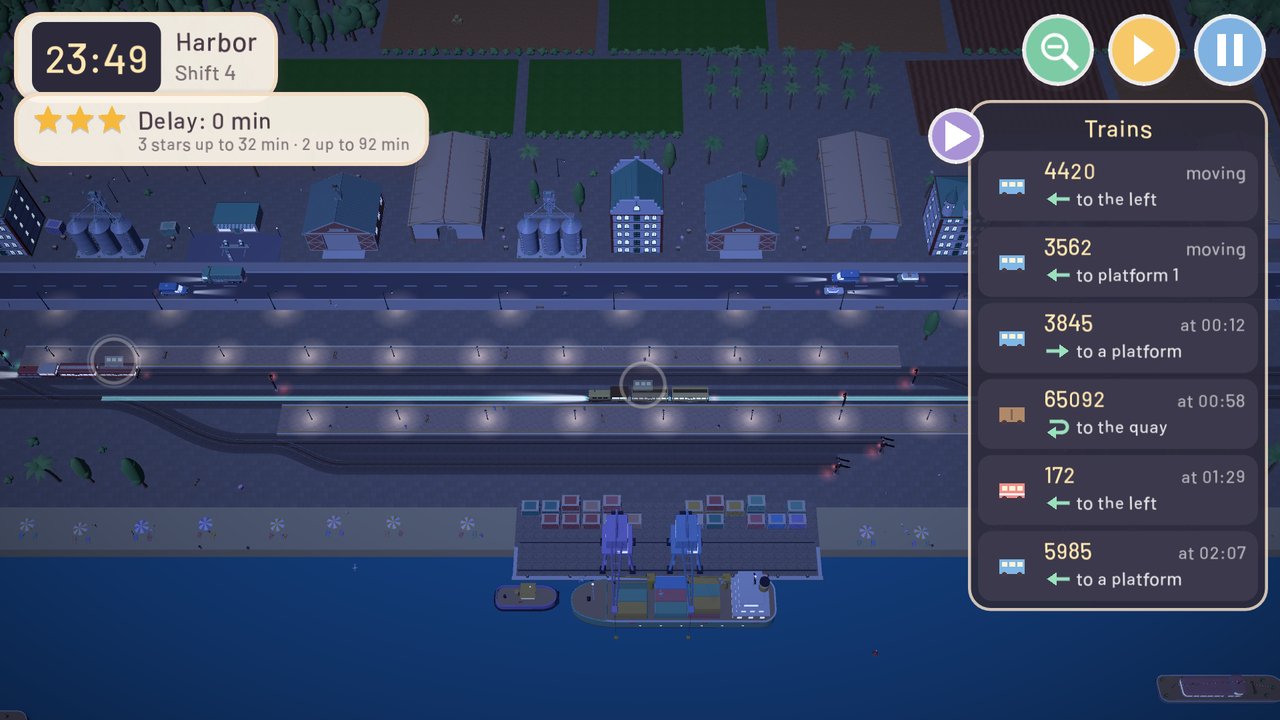 23:49
Harbor
Shift 4
Delay: 0 min
3 stars up to 32 min · 2 up to 92 min
Trains
4420
moving
to the left
3562
moving
to platform 1
3845
at 00:12
to a platform
65092
at 00:58
to the quay
172
at 01:29
to the left
5985
at 02:07
to a platform